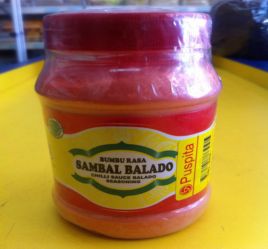 BUMBU RASA
SAMBAL BALADO
CHILLI SAUCE BALADO
SEASONING
Puspita